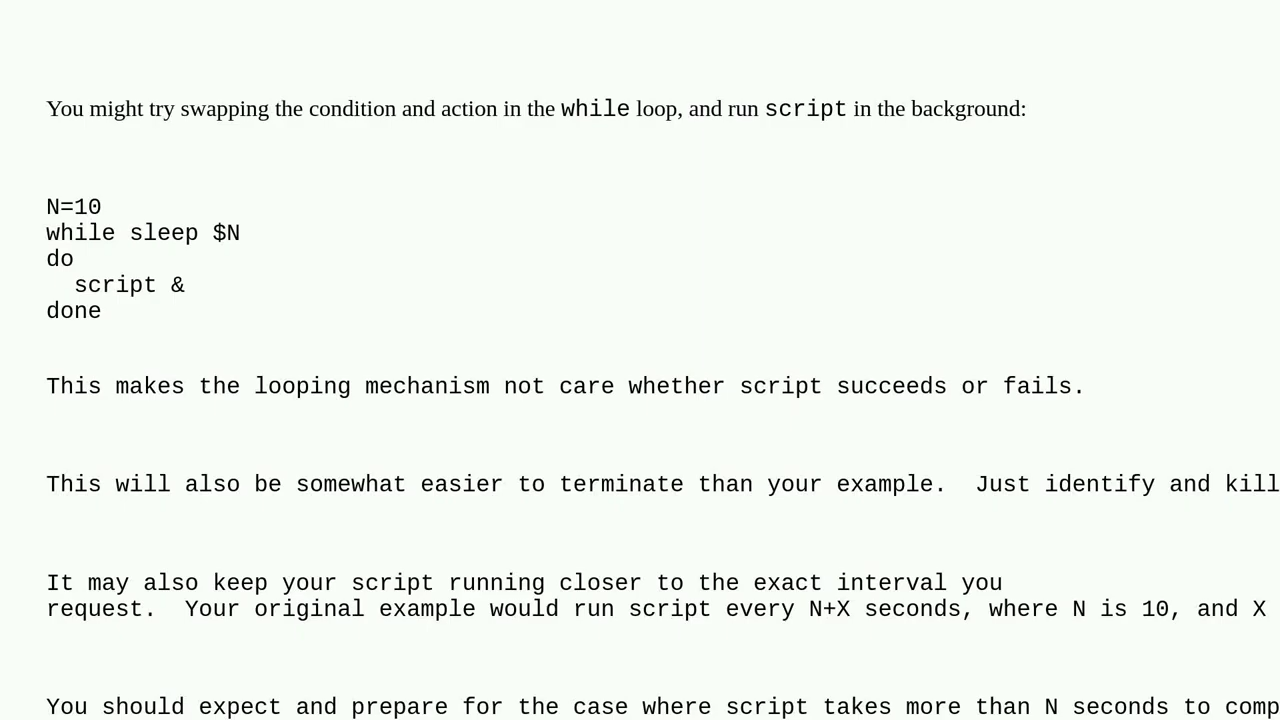 You might try swapping the condition and action in the while loop, and run script in the background:
N=10
while sleep $N
do
  script &
done
This makes the looping mechanism not care whether script succeeds or fails.
This will also be somewhat easier to terminate than your example.  Just identify and kill
It may also keep your script running closer to the exact interval you
request.  Your original example would run script every N+X seconds, where N is 10, and X
You should expect and prepare for the case where script takes more than N seconds to comp